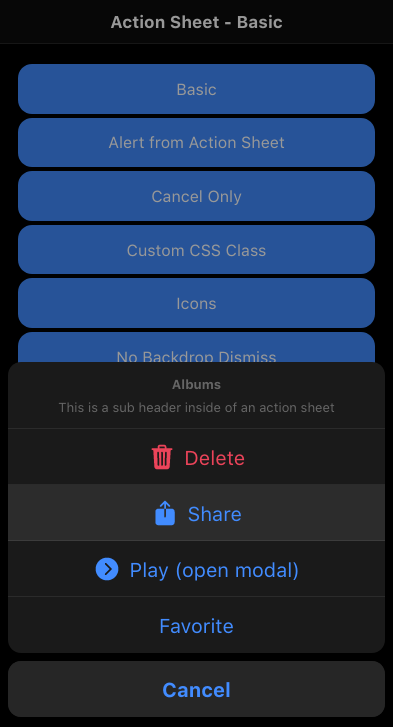 Action Sheet - Basic
Basic
Alert from Action Sheet
Cancel Only
Custom CSS Class
Icons
No Backdrop Dismiss
Albums
This is a sub header inside of an action sheet
Delete
Share
Play (open modal)
Favorite
Cancel